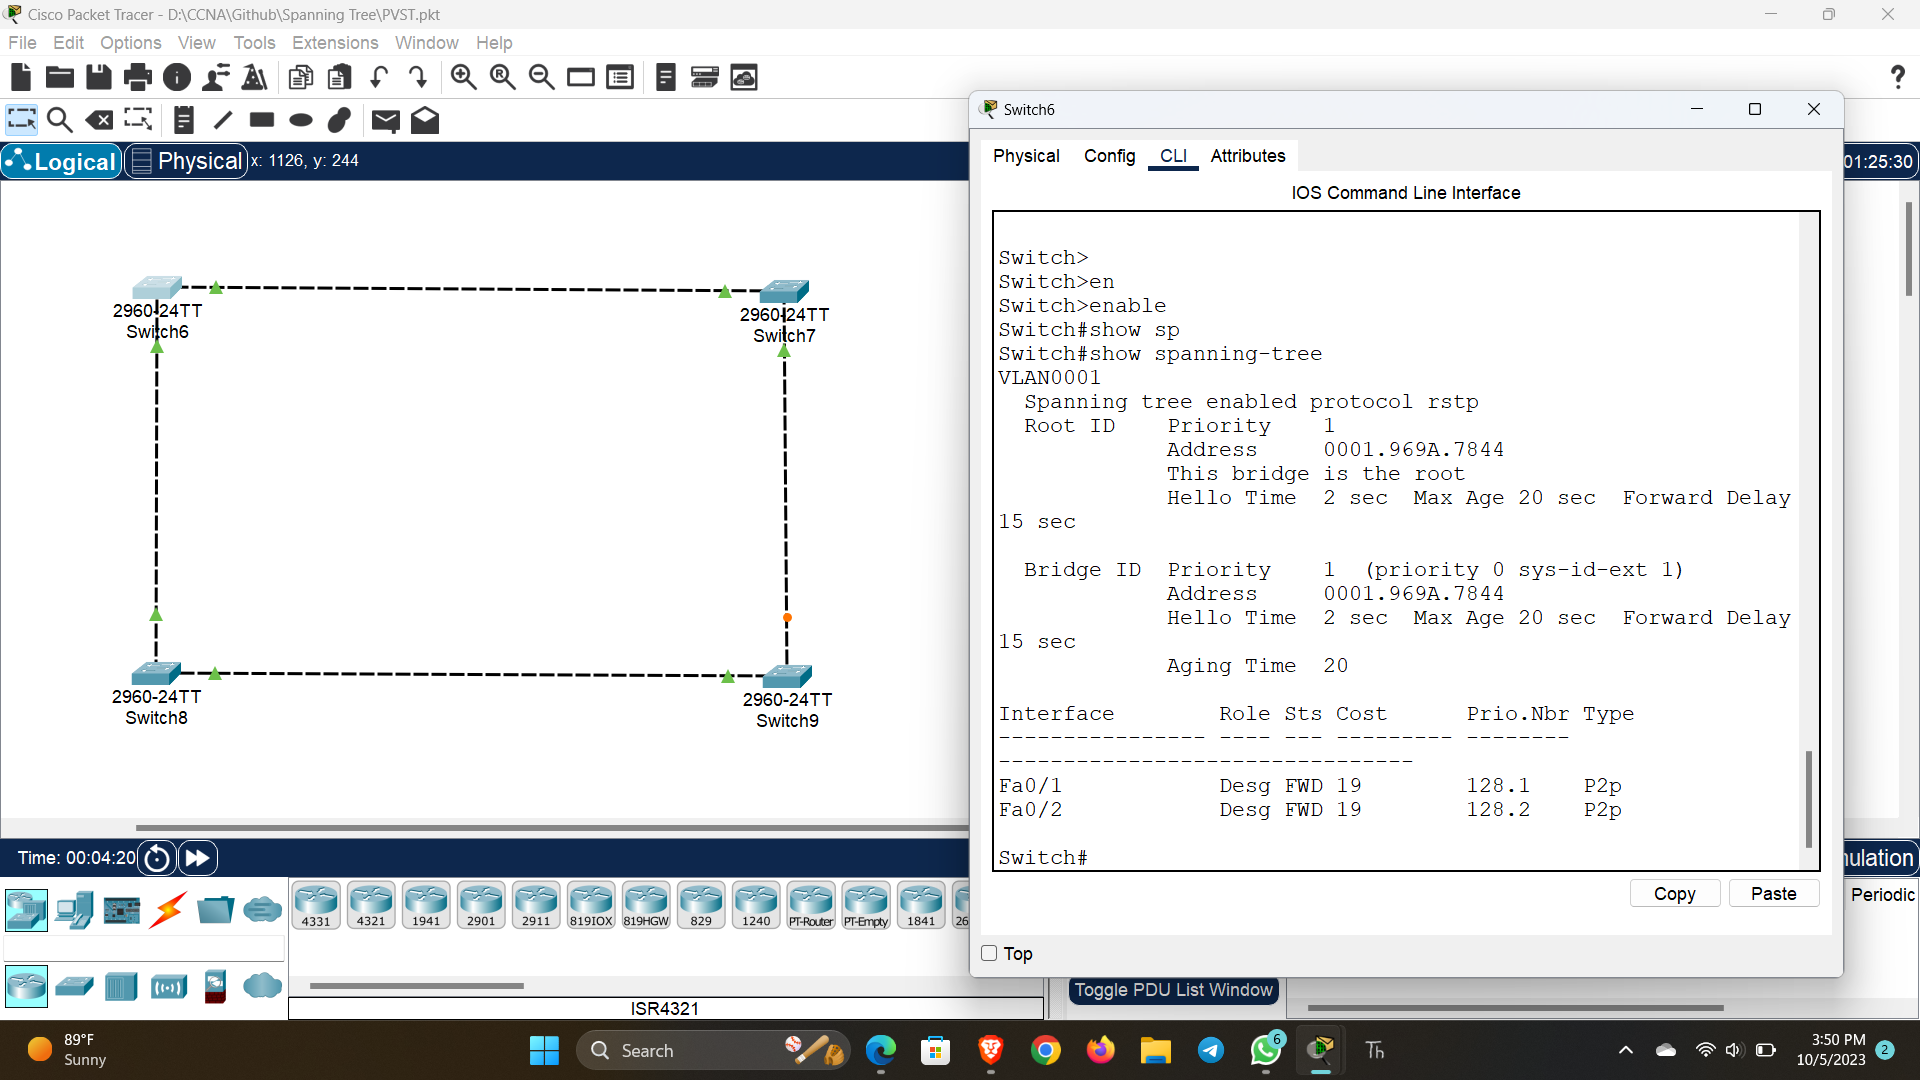 Cisco Packet Tracer - D:\CCNA\Github\Spanning Tree\PVST.pkt
File Edit Options View Tools Extensions Window Help
?
Logical Physical x: 1126, y: 244
01:25:30
2960-24TT
Switch6
2960-24TT
Switch7
2960-24TT
Switch8
2960-24TT
Switch9
Switch6
Physical Config CLI Attributes
IOS Command Line Interface
Switch>
Switch>en
Switch>enable
Switch#show sp
Switch#show spanning-tree
VLAN0001
Spanning tree enabled protocol rstp
Root ID Priority 1
Address 0001.969A.7844
This bridge is the root
Hello Time 2 sec Max Age 20 sec Forward Delay
15 sec
Bridge ID Priority 1 (priority 0 sys-id-ext 1)
Address 0001.969A.7844
Hello Time 2 sec Max Age 20 sec Forward Delay
15 sec
Aging Time 20
Interface Role Sts Cost Prio.Nbr Type
---------------- ---- --- --------- --------
--------------------------------
Fa0/1 Desg FWD 19 128.1 P2p
Fa0/2 Desg FWD 19 128.2 P2p
Switch#
Copy Paste
Top
Time: 00:04:20
ulation
Periodic
4331 4321 1941 2901 2911 819IOX 819HGW 829 1240 PT-Router PT-Empty 1841 26
ISR4321
Toggle PDU List Window
89°F
Sunny
Search
6
Th
3:50 PM
10/5/2023
2